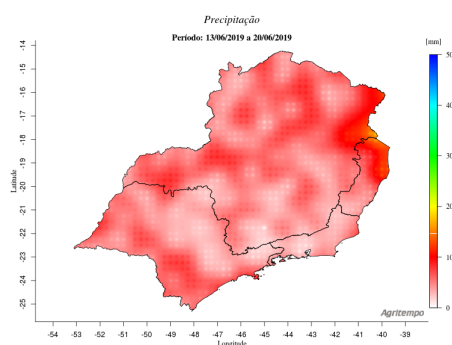 Precipitação
Período: 13/06/2019 a 20/06/2019
[mm]
50
40
30
20
10
0
Latitude
-14
-15
-16
-17
-18
-19
-20
-21
-22
-23
-24
-25
Agritempo
-54 -53 -52 -51 -50 -49 -48 -47 -46 -45 -44 -43 -42 -41 -40 -39
Longitude